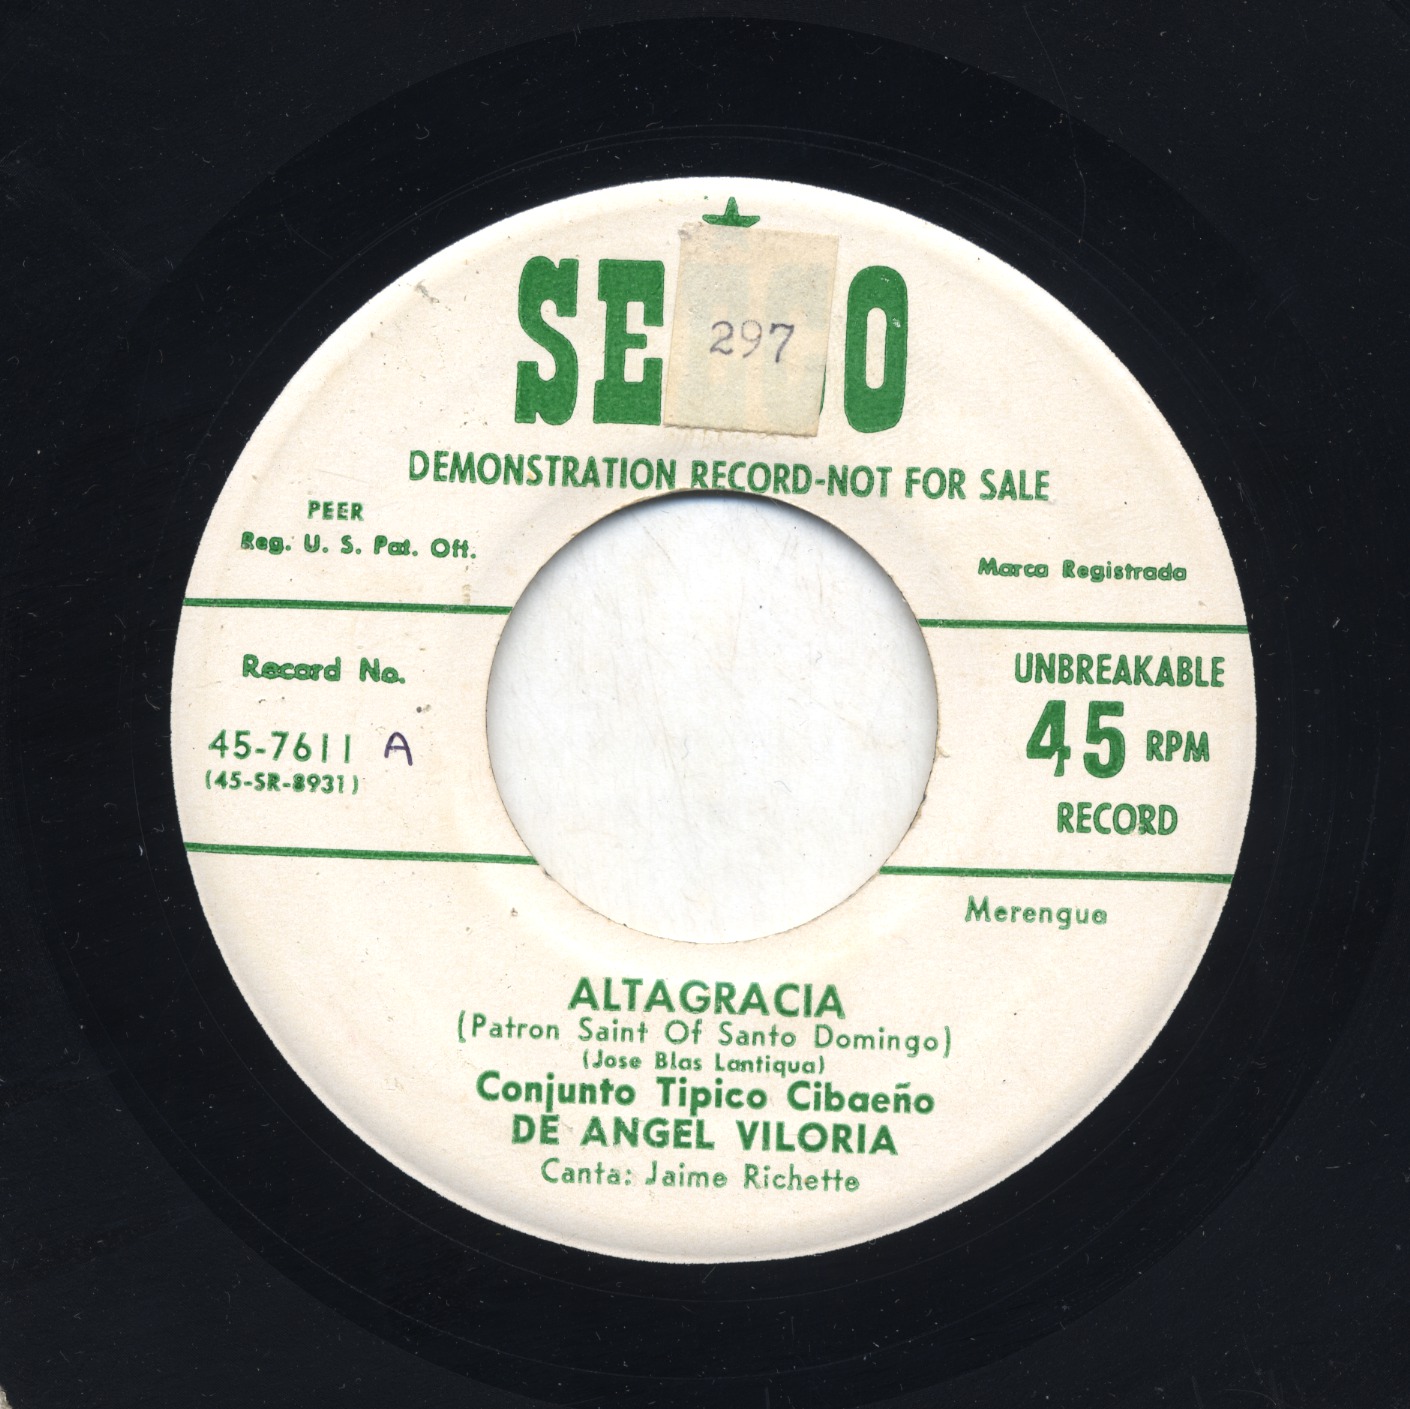 SECO
297
DEMONSTRATION RECORD-NOT FOR SALE
PEER
Reg. U. S. Pat. Off.
Marca Registrada
Record No.
45-7611 A
(45-SR-8931)
UNBREAKABLE
45 RPM
RECORD
Merengue
ALTAGRACIA
(Patron Saint Of Santo Domingo)
(Jose Blas Lantiqua)
Conjunto Tipico Cibaeño
DE ANGEL VILORIA
Canta: Jaime Richette